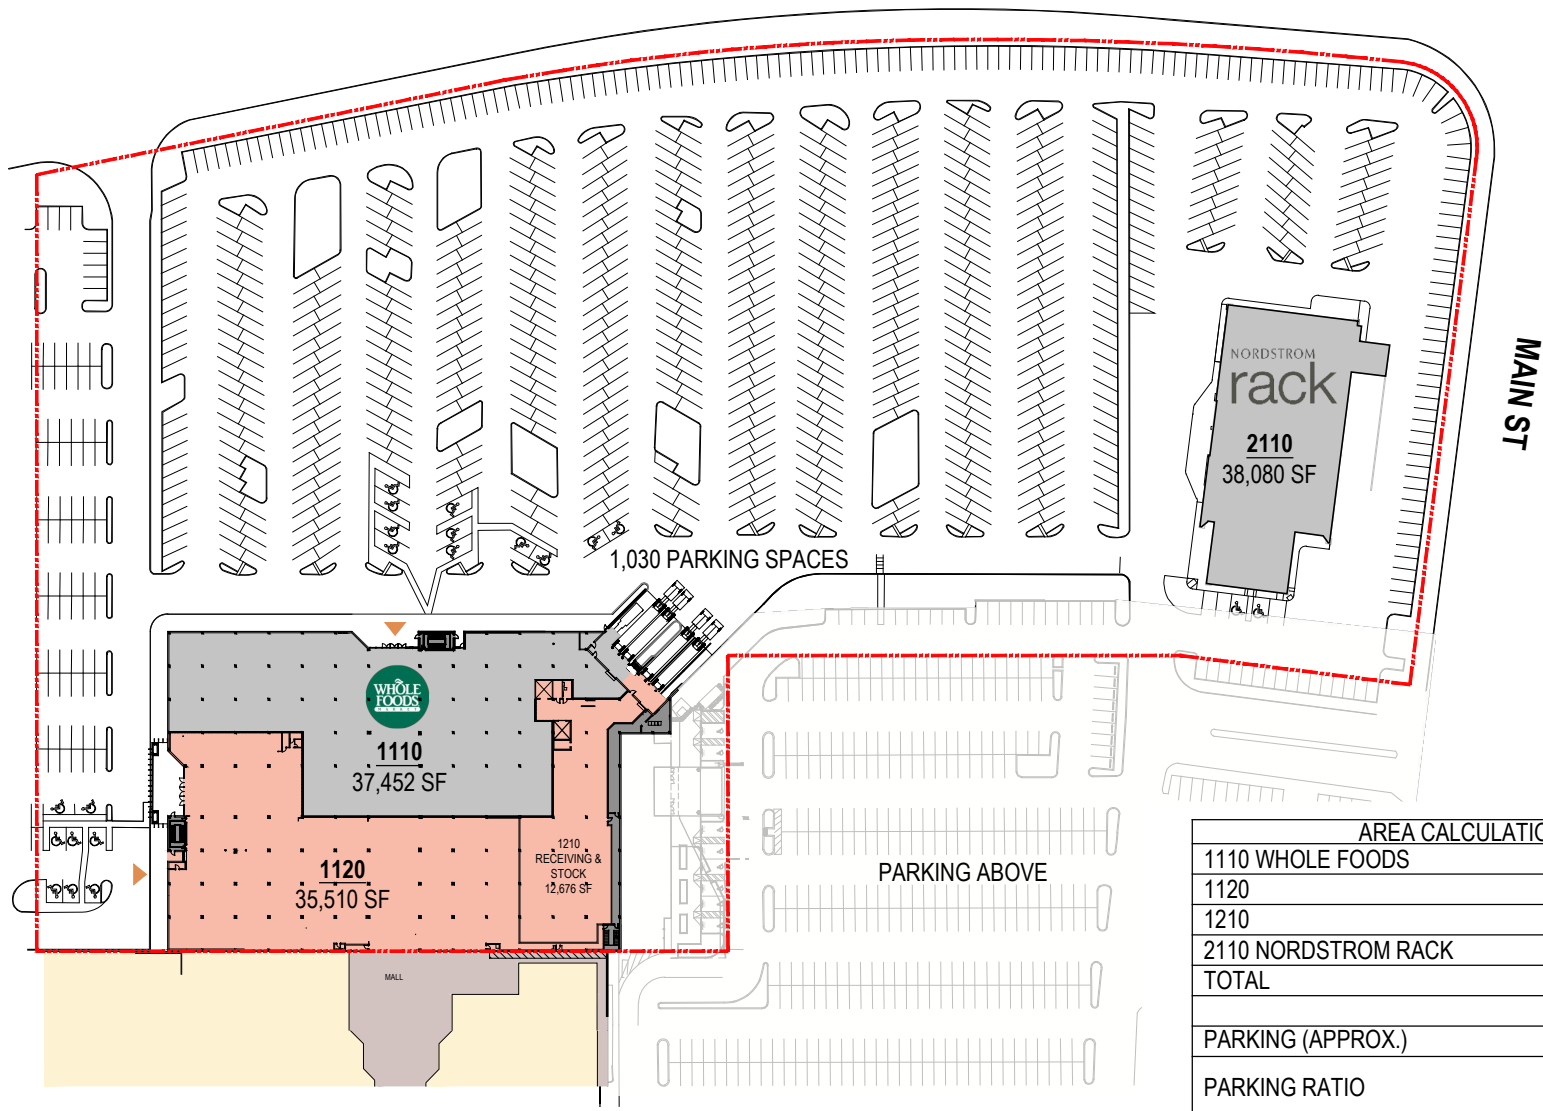 MAIN ST
NORDSTROM
rack
2110
38,080 SF
1,030 PARKING SPACES
WHOLE
FOODS
MARKET
1110
37,452 SF
1120
35,510 SF
1210
RECEIVING &
STOCK
12,676 SF
PARKING ABOVE
MALL
AREA CALCULATIO
1110 WHOLE FOODS
1120
1210
2110 NORDSTROM RACK
TOTAL
PARKING (APPROX.)
PARKING RATIO